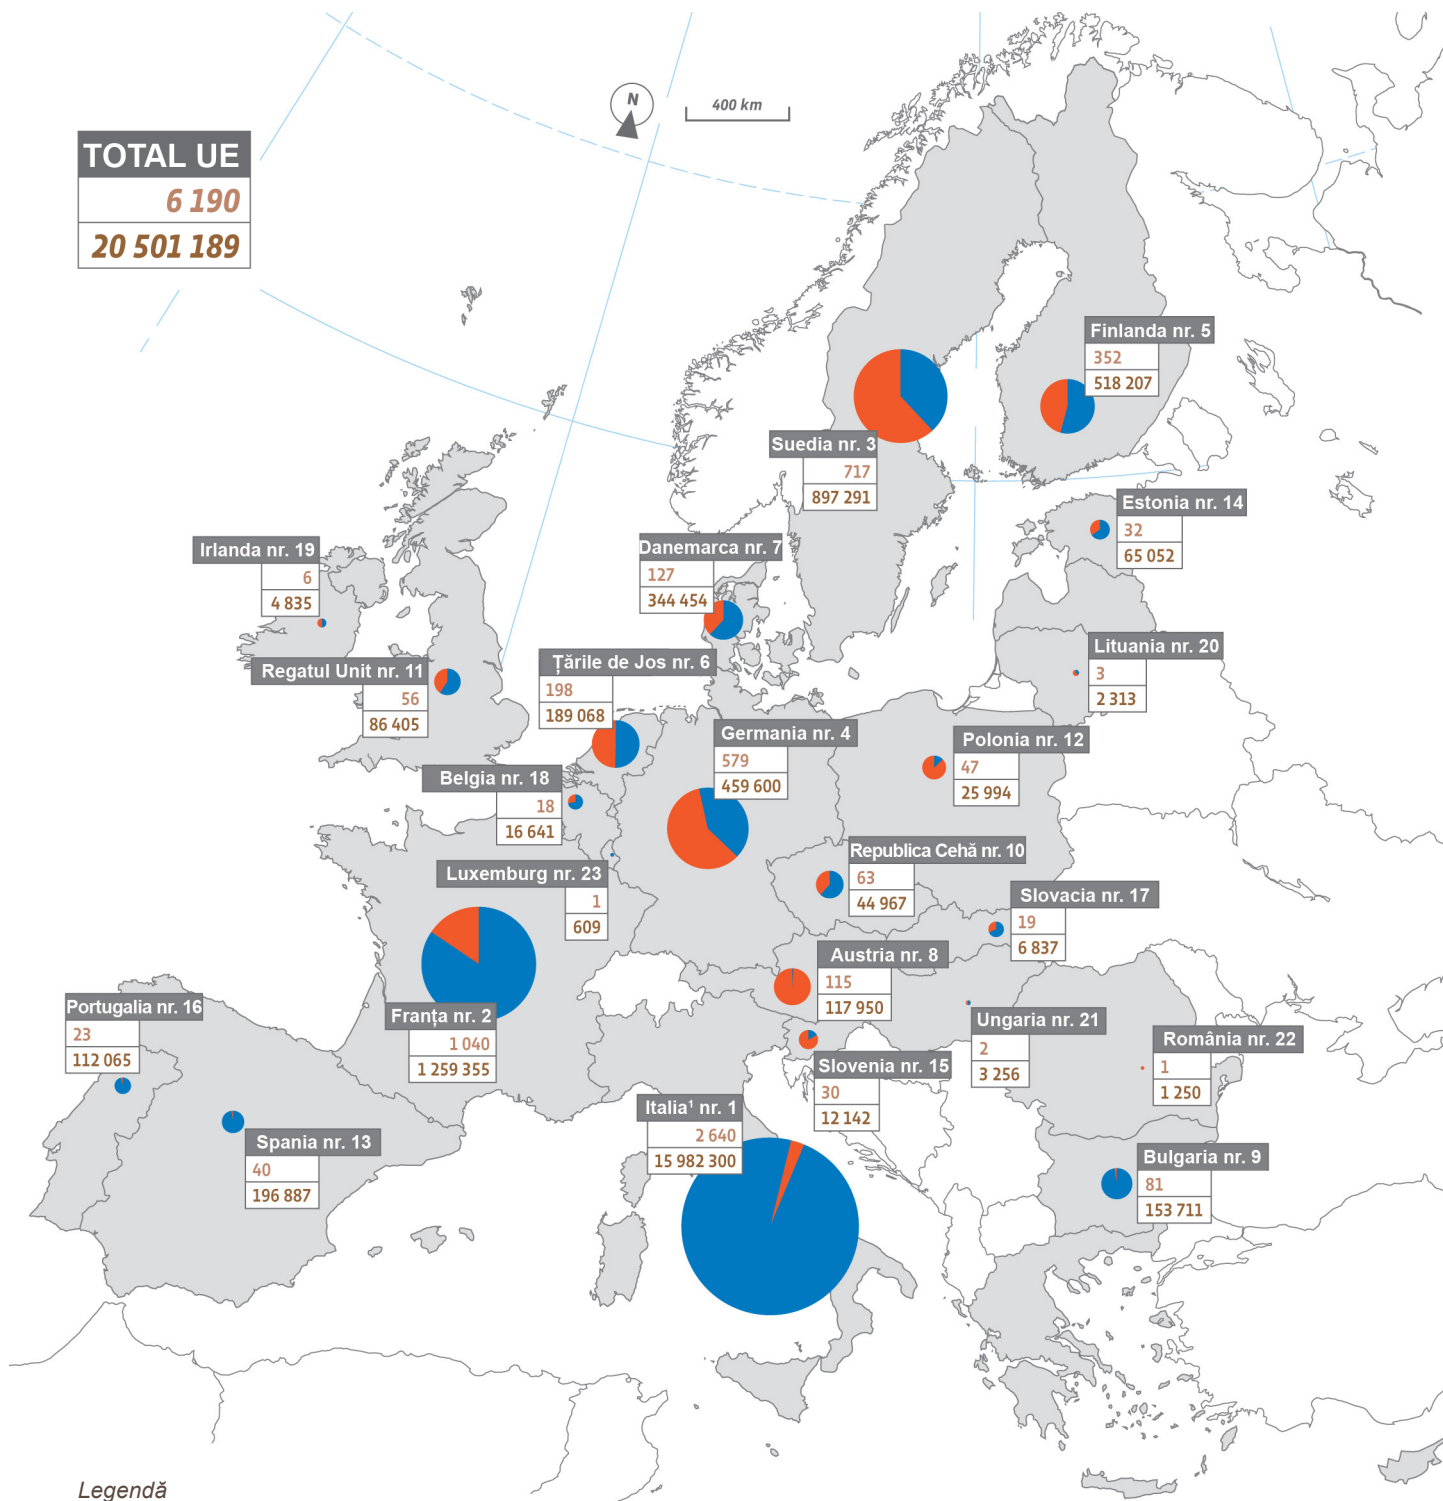 N
400 km
TOTAL UE
6 190
20 501 189
Finlanda nr. 5
352
518 207
Suedia nr. 3
717
897 291
Estonia nr. 14
32
65 052
Irlanda nr. 19
6
4 835
Danemarca nr. 7
127
344 454
Lituania nr. 20
3
2 313
Regatul Unit nr. 11
56
86 405
Țările de Jos nr. 6
198
189 068
Germania nr. 4
579
459 600
Polonia nr. 12
47
25 994
Belgia nr. 18
18
16 641
Republica Cehă nr. 10
63
44 967
Luxemburg nr. 23
1
609
Slovacia nr. 17
19
6 837
Austria nr. 8
115
117 950
Portugalia nr. 16
23
112 065
Franța nr. 2
1 040
1 259 355
Ungaria nr. 21
2
3 256
România nr. 22
1
1 250
Slovenia nr. 15
30
12 142
Italia¹ nr. 1
2 640
15 982 300
Spania nr. 13
40
196 887
Bulgaria nr. 9
81
153 711
Legendă